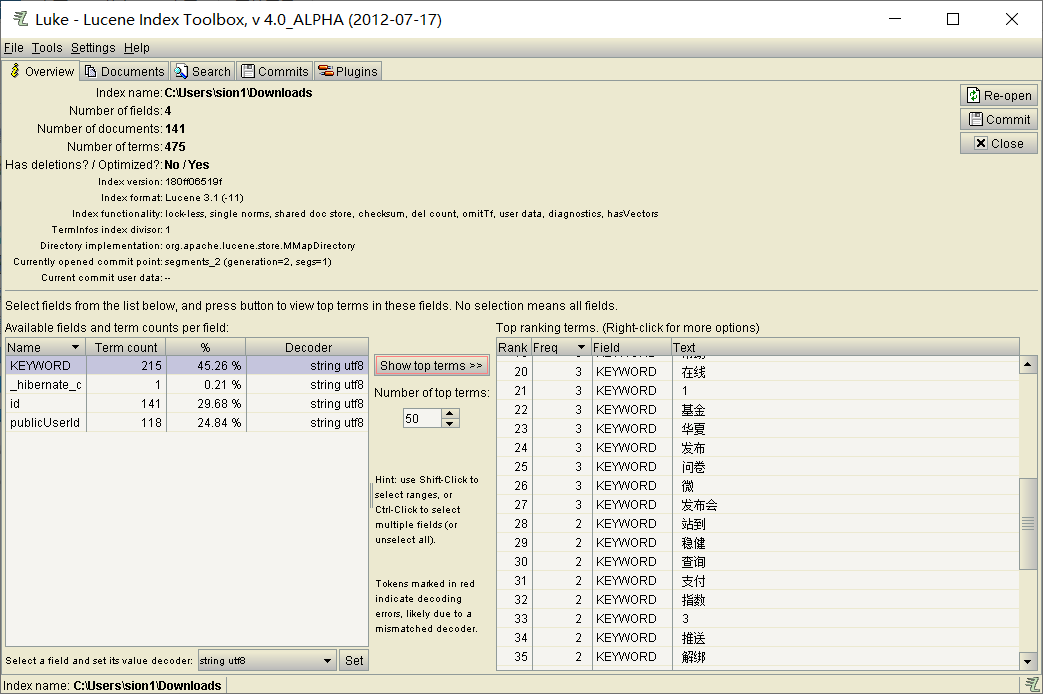 Luke - Lucene Index Toolbox, v 4.0_ALPHA (2012-07-17)
File Tools Settings Help
Overview Documents Search Commits Plugins
Index name: C:\Users\sion1\Downloads
Number of fields: 4
Number of documents: 141
Number of terms: 475
Has deletions? / Optimized?: No / Yes
Index version: 180ff06519f
Index format: Lucene 3.1 (-11)
Index functionality: lock-less, single norms, shared doc store, checksum, del count, omitTf, user data, diagnostics, hasVectors
TermInfos index divisor: 1
Directory implementation: org.apache.lucene.store.MMapDirectory
Currently opened commit point: segments_2 (generation=2, segs=1)
Current commit user data: --
Re-open
Commit
Close
Select fields from the list below, and press button to view top terms in these fields. No selection means all fields.
Available fields and term counts per field:
Name Term count % Decoder
KEYWORD 215 45.26 % string utf8
_hibernate_c 1 0.21 % string utf8
id 141 29.68 % string utf8
publicUserId 118 24.84 % string utf8
Show top terms >>
Number of top terms:
50
Hint: use Shift-Click to
select ranges, or
Ctrl-Click to select
multiple fields (or
unselect all).
Tokens marked in red
indicate decoding
errors, likely due to a
mismatched decoder.
Top ranking terms. (Right-click for more options)
Rank Freq Field Text
20 3 KEYWORD 在线
21 3 KEYWORD 1
22 3 KEYWORD 基金
23 3 KEYWORD 华夏
24 3 KEYWORD 发布
25 3 KEYWORD 问卷
26 3 KEYWORD 微
27 3 KEYWORD 发布会
28 2 KEYWORD 站到
29 2 KEYWORD 稳健
30 2 KEYWORD 查询
31 2 KEYWORD 支付
32 2 KEYWORD 指数
33 2 KEYWORD 3
34 2 KEYWORD 推送
35 2 KEYWORD 解绑
Select a field and set its value decoder: string utf8 Set
Index name: C:\Users\sion1\Downloads